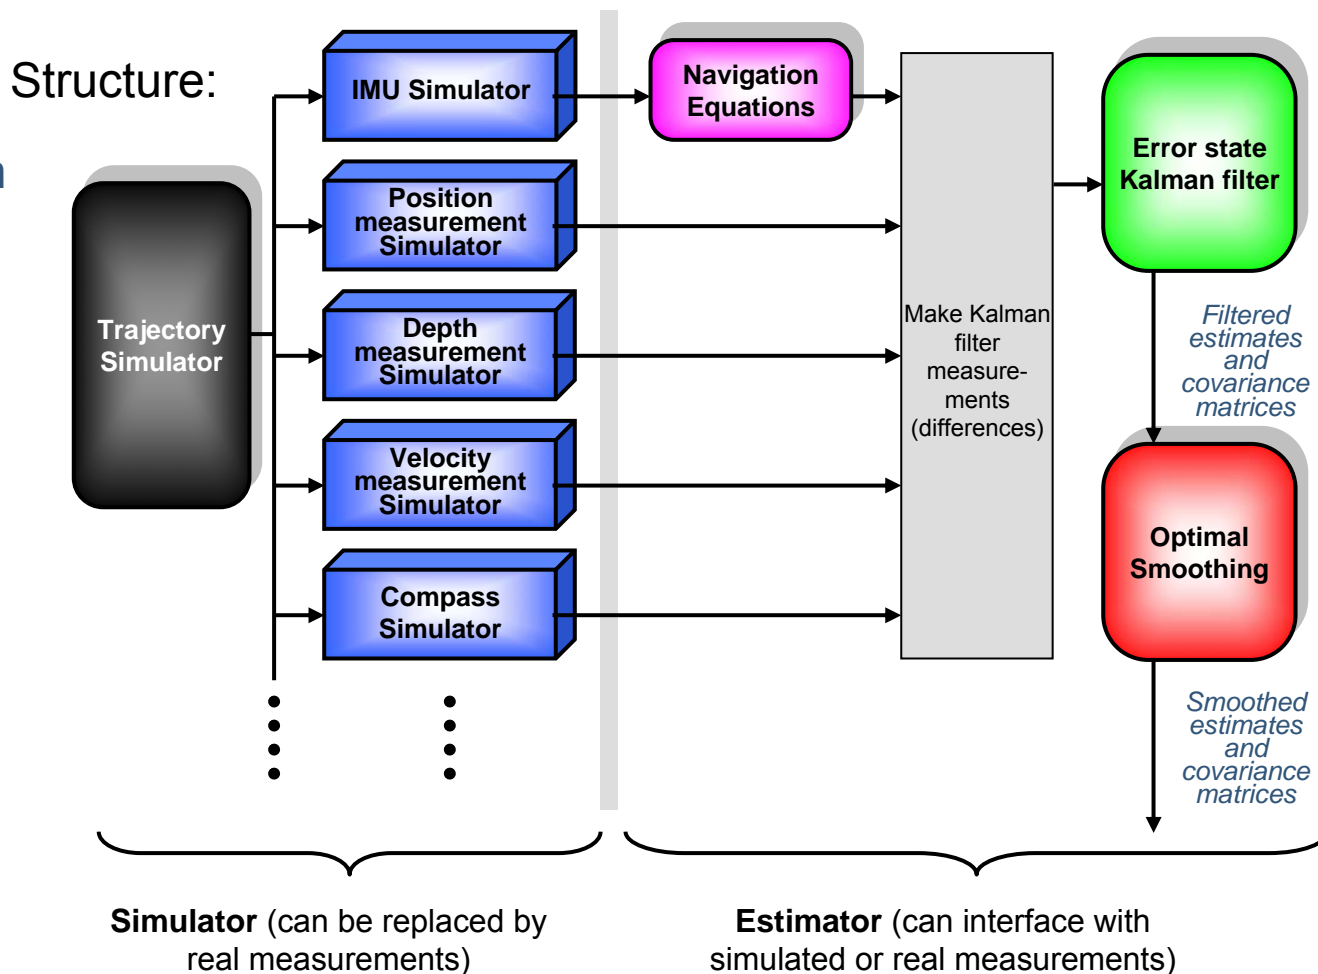 Structure:
n
IMU Simulator
Navigation
Equations
Error state
Kalman filter
Position
measurement
Simulator
Trajectory
Simulator
Depth
measurement
Simulator
Make Kalman
filter
measure-
ments
(differences)
Filtered
estimates
and
covariance
matrices
Velocity
measurement
Simulator
Optimal
Smoothing
Compass
Simulator
Smoothed
estimates
and
covariance
matrices
Simulator (can be replaced by
real measurements)
Estimator (can interface with
simulated or real measurements)